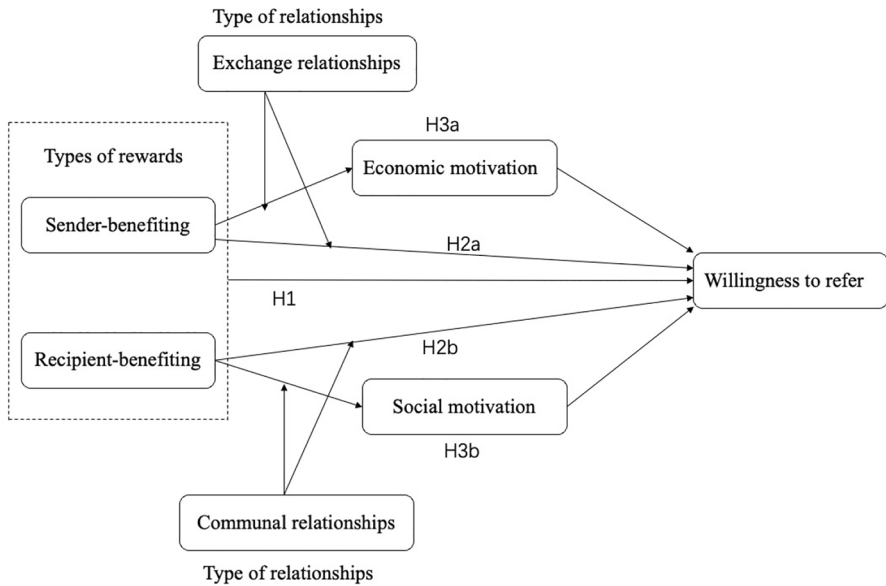 Type of relationships
Exchange relationships
H3a
Types of rewards
Economic motivation
Sender-benefiting
H2a
Willingness to refer
H1
H2b
Recipient-benefiting
Social motivation
H3b
Communal relationships
Type of relationships